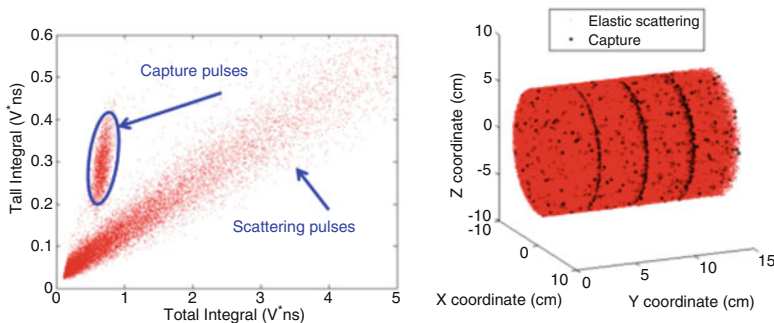 0.6
0.5
0.4
0.3
0.2
0.1
0
Tall Integral (V*ns)
Capture pulses
Scattering pulses
0 1 2 3 4 5
Total Integral (V*ns)
Elastic scattering
Capture
10
5
0
-5
-10
Z coordinate (cm)
-10
0
10
X coordinate (cm)
0 5 10 15
Y coordinate (cm)